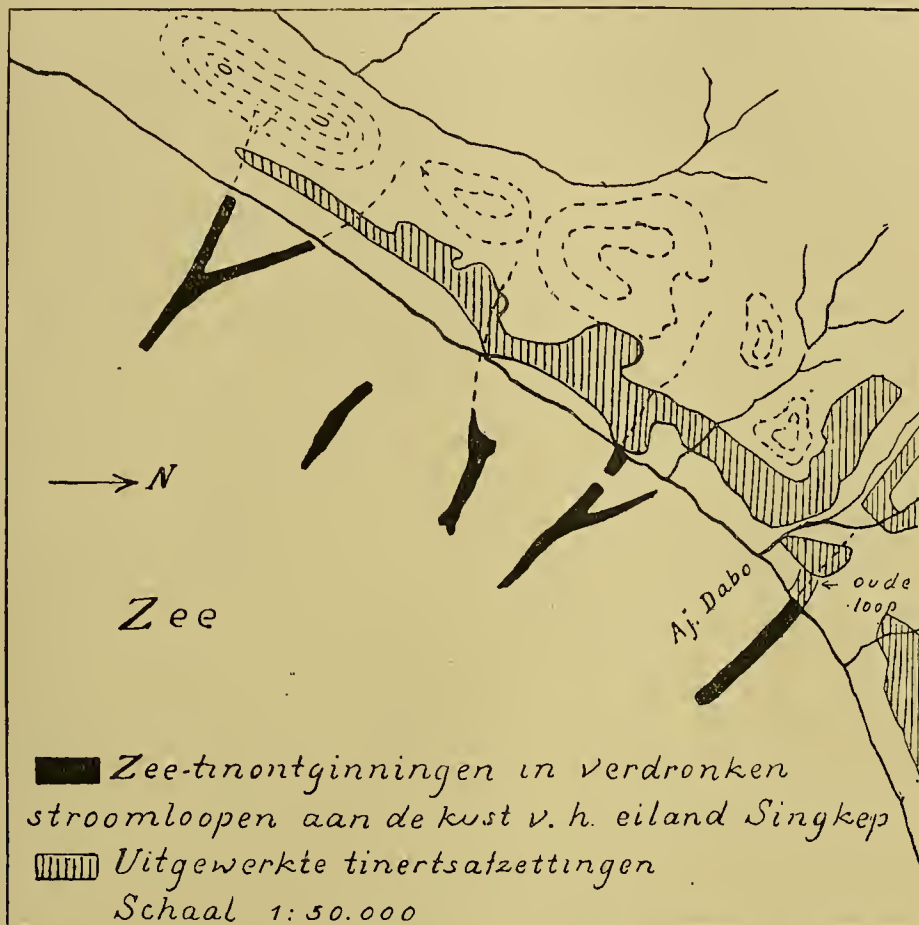 N
Zee
Aj. Dabo
oude
loop
Zee-tinontginningen in verdronken
stroomloopen aan de kust v. h. eiland Singkep
Uitgewerkte tinertsafzettingen
Schaal 1:50.000